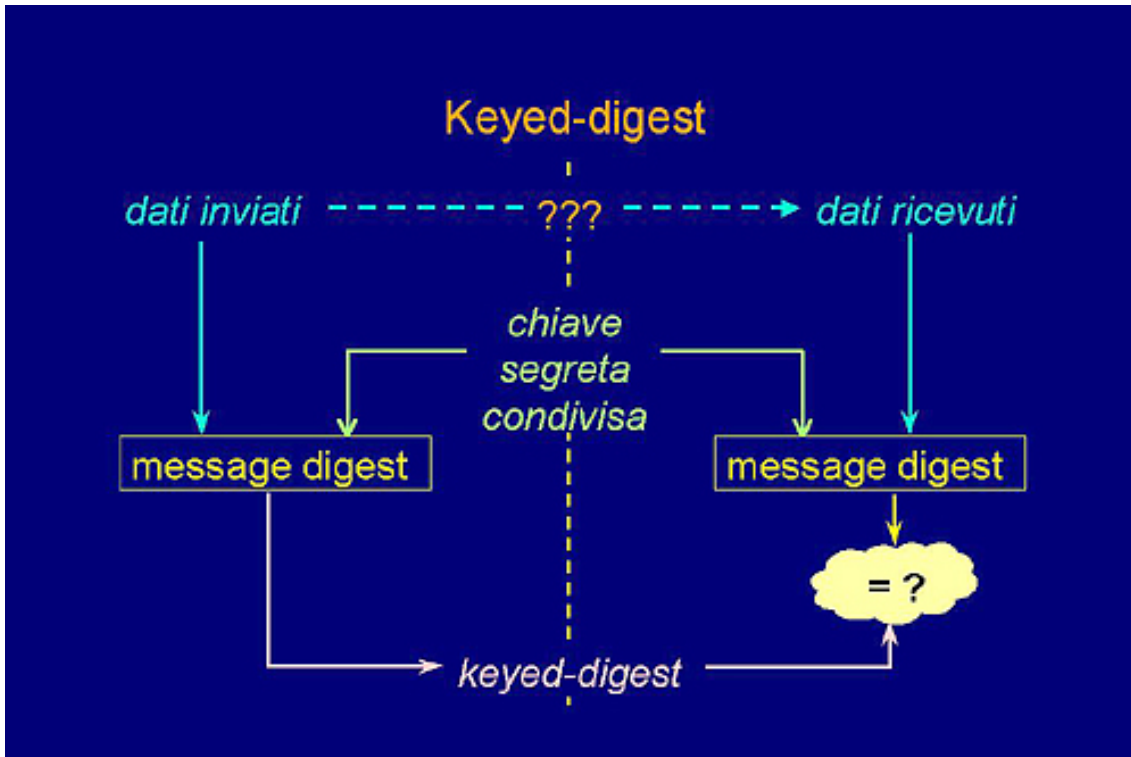 Keyed-digest
dati inviati
???
dati ricevuti
chiave
segreta
condivisa
message digest
message digest
= ?
keyed-digest